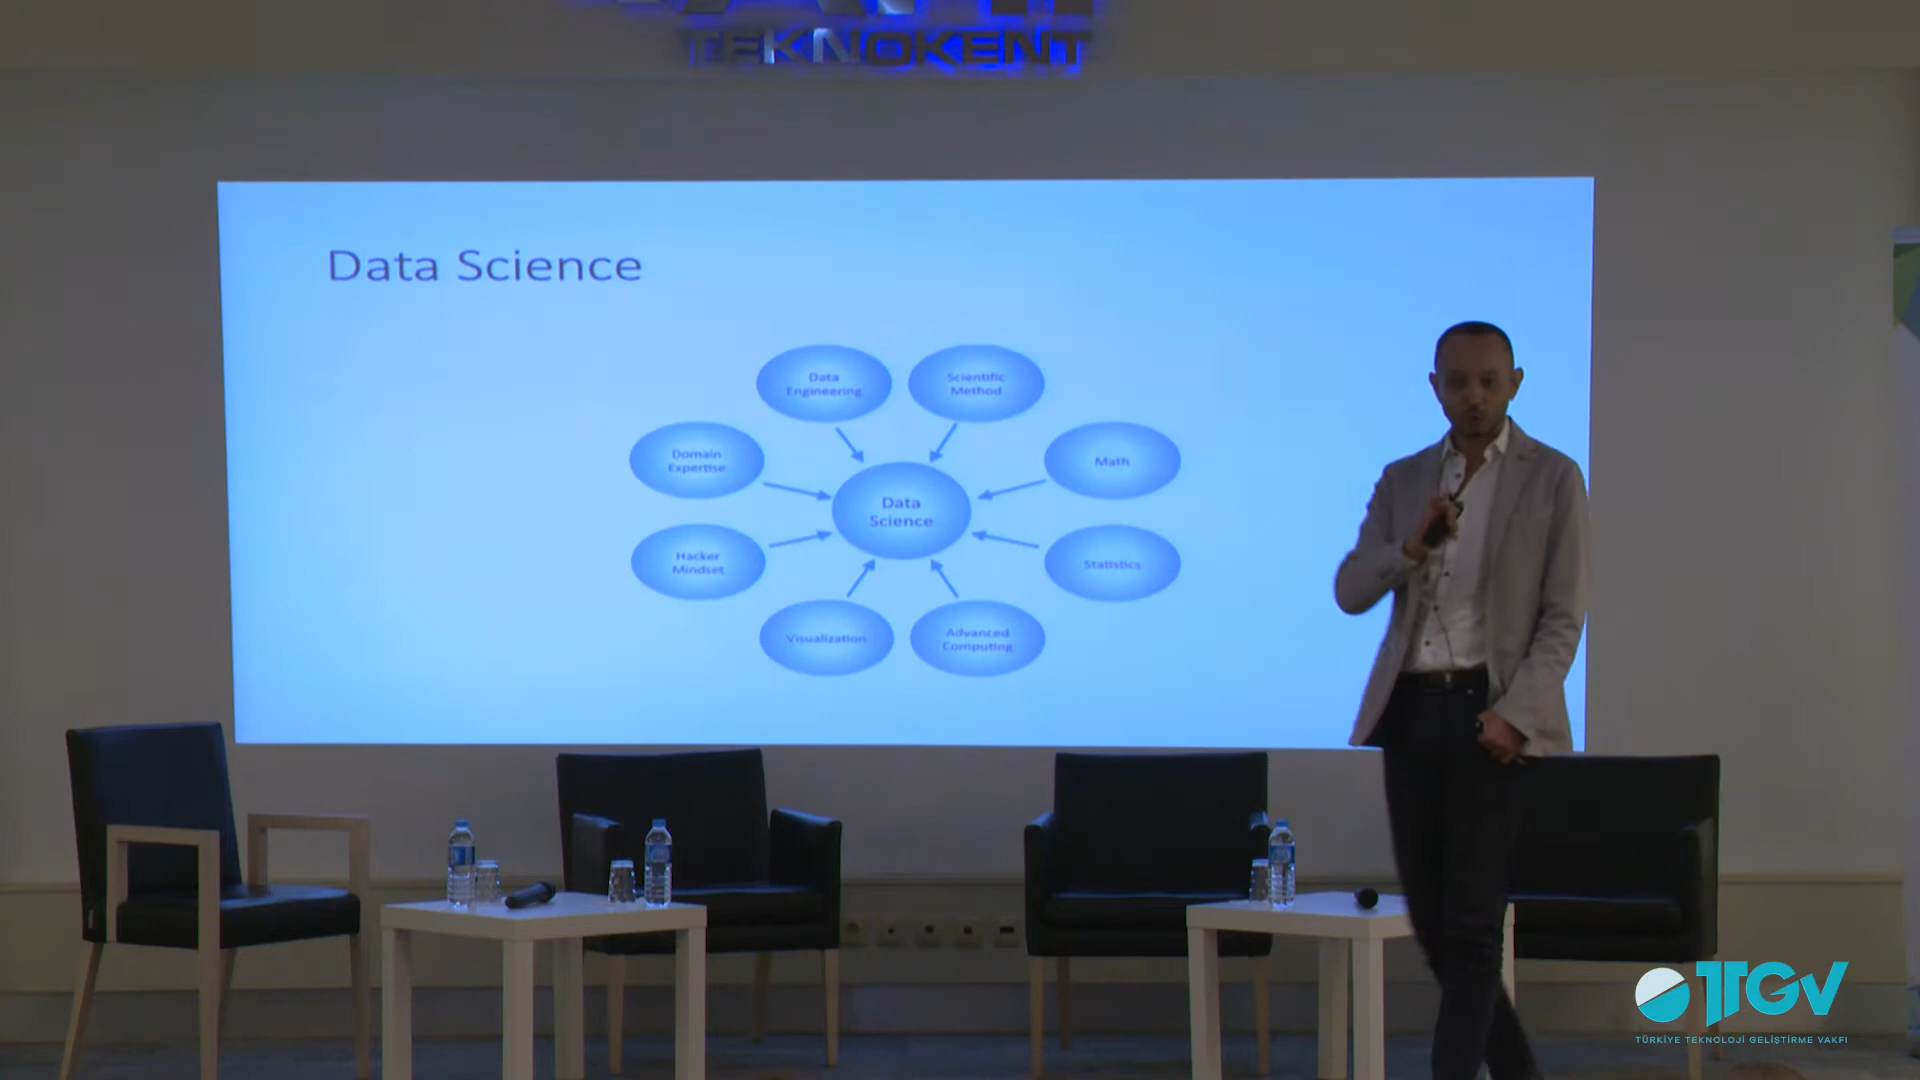 TEKNOKENT
Data Science
Data
Engineering
Scientific
Method
Domain
Expertise
Math
Data
Science
Hacker
Mindset
Statistics
Visualization
Advanced
Computing
TTGV
TÜRKİYE TEKNOLOJİ GELİŞTİRME VAKFI